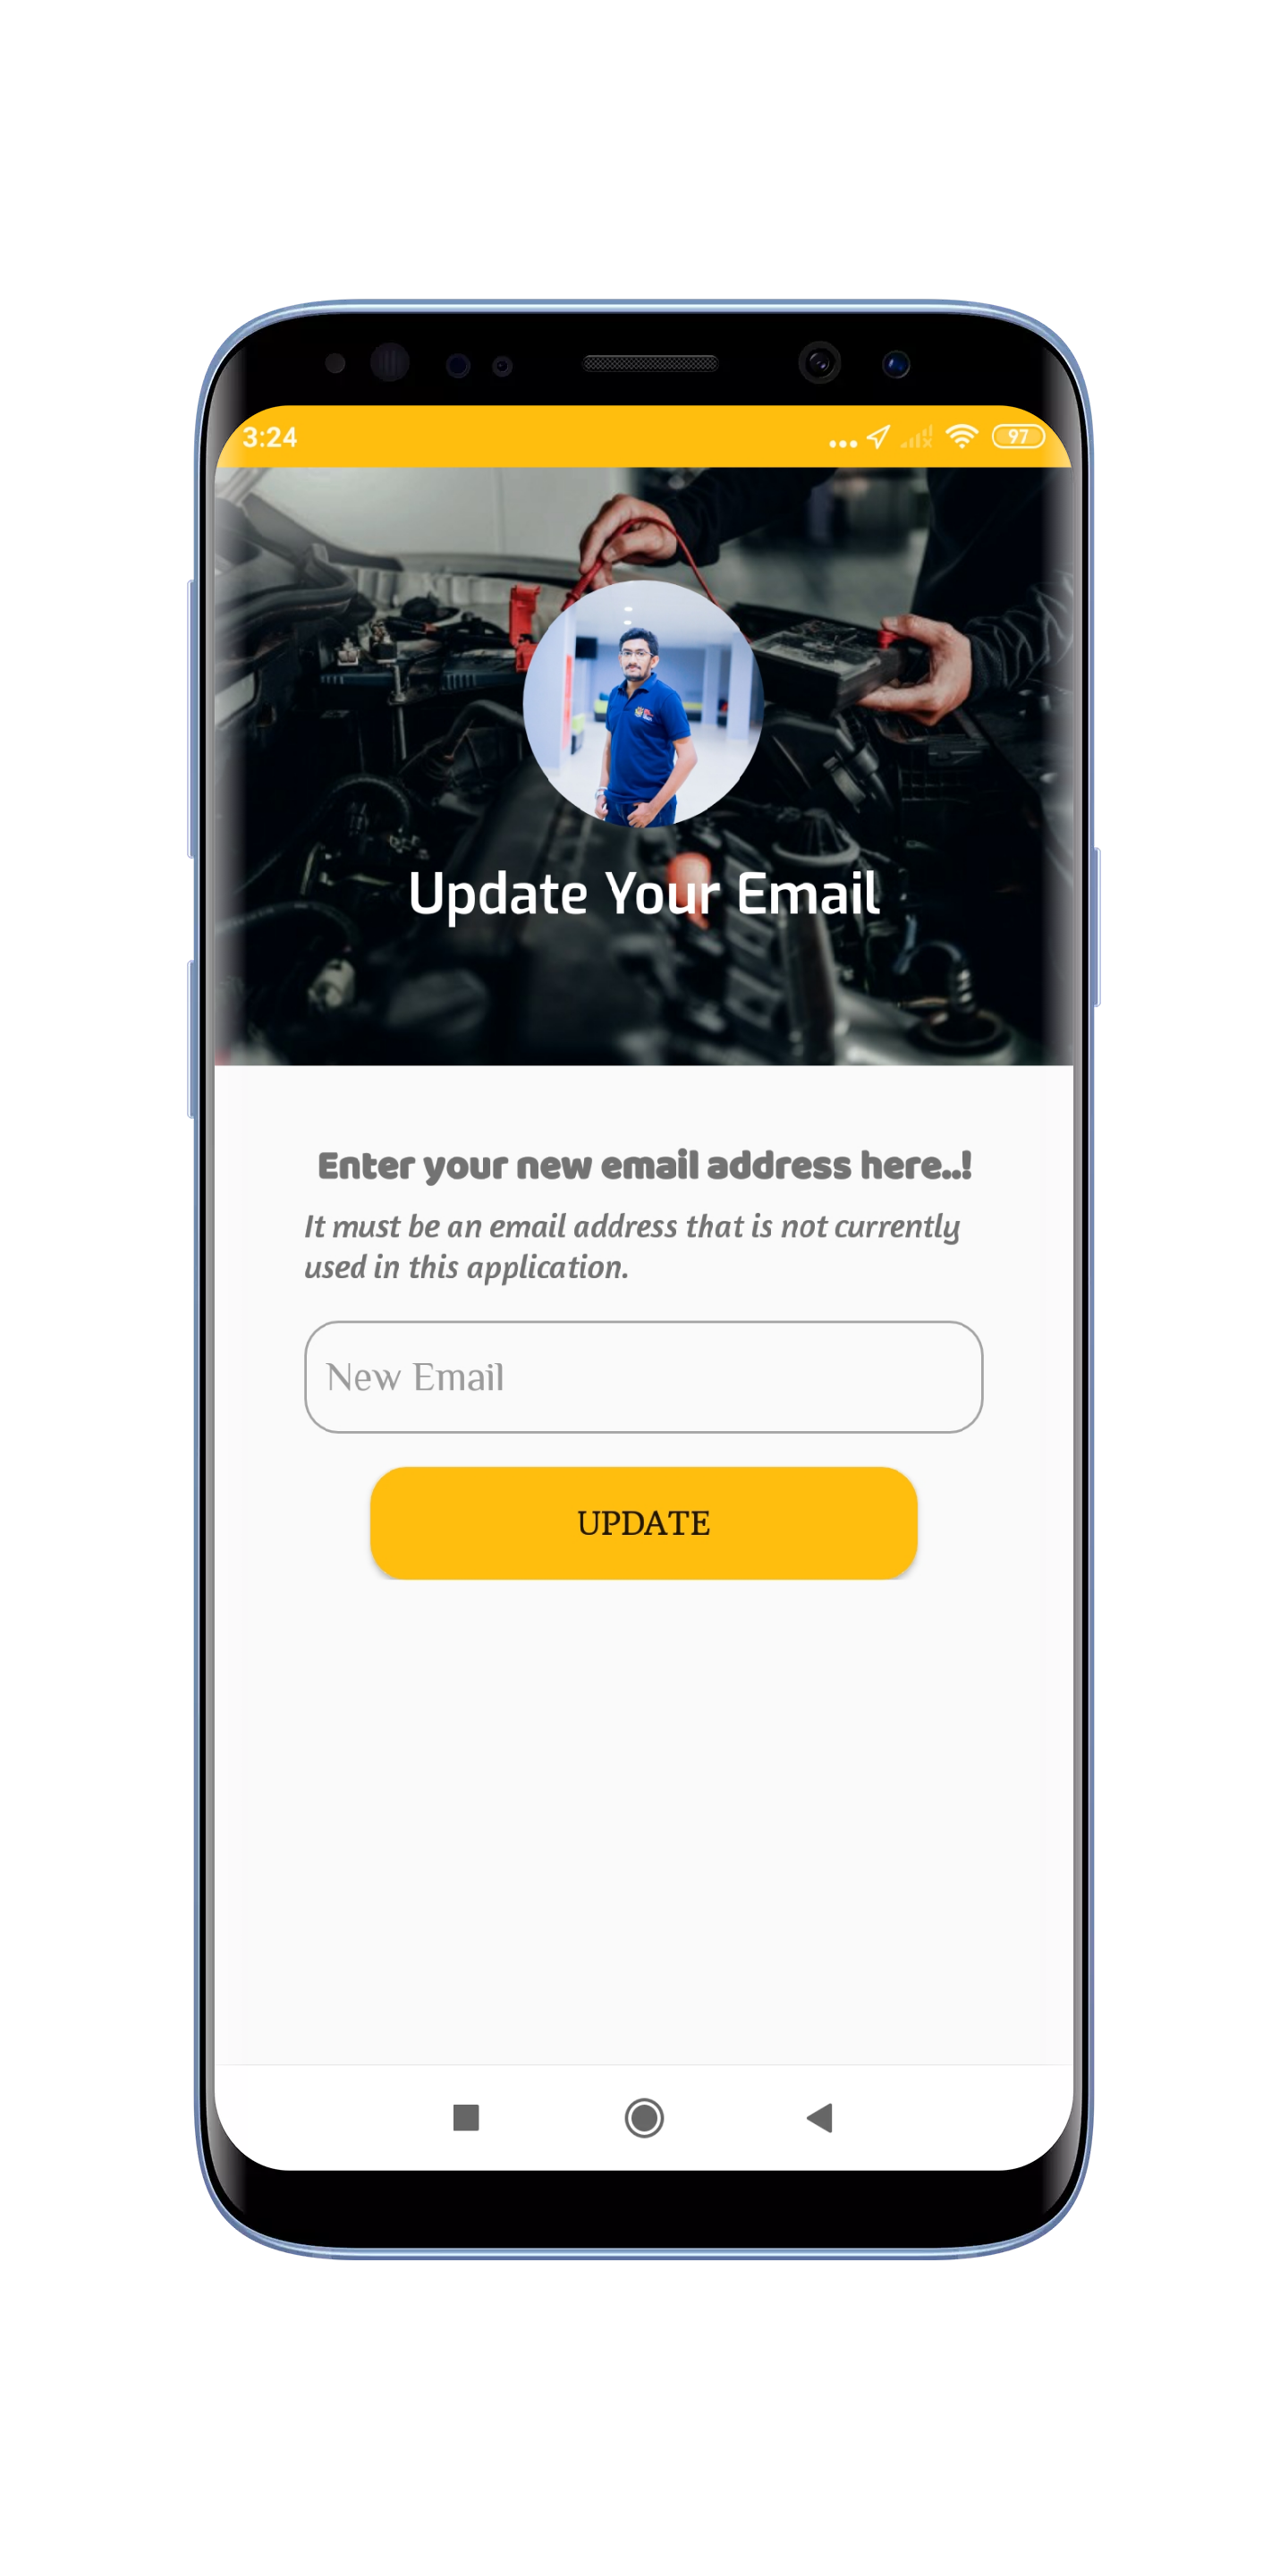 3:24
97
Update Your Email
Enter your new email address here..!
It must be an email address that is not currently
used in this application.
New Email
UPDATE